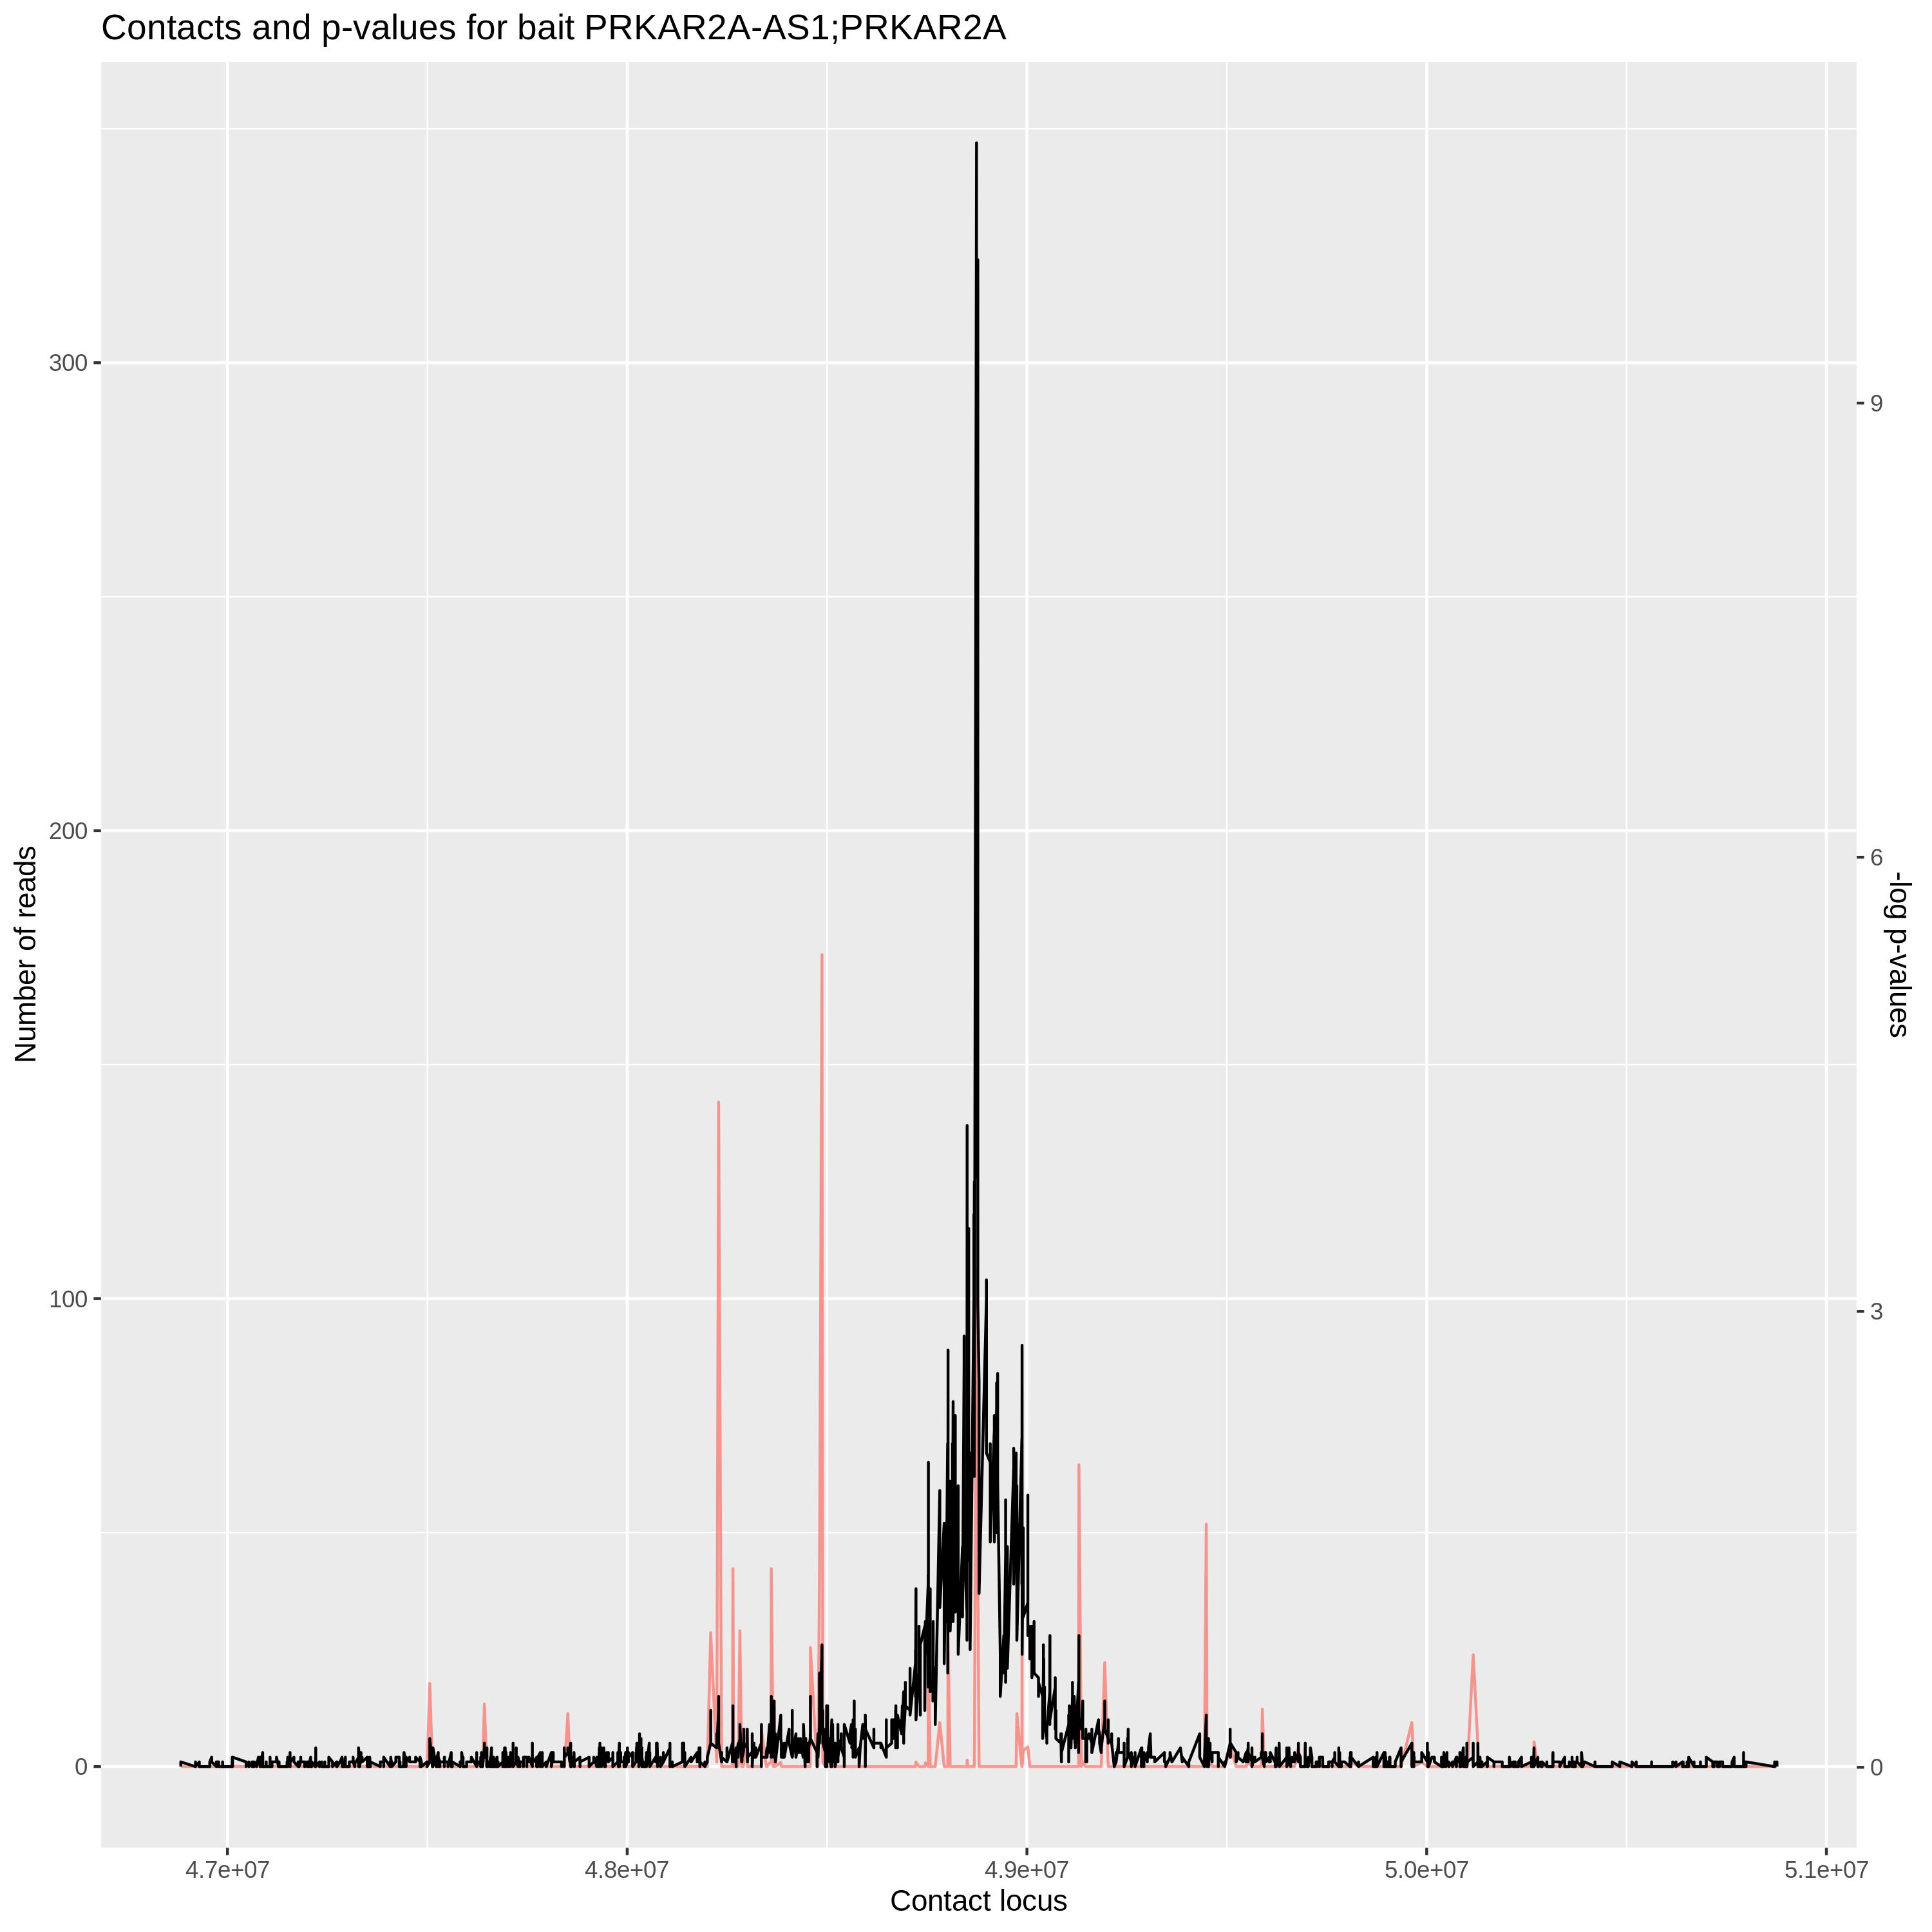 Contacts and p-values for bait PRKAR2A-AS1;PRKAR2A
300
200
100
0
Number of reads
9
6
3
0
-log p-values
4.7e+07
4.8e+07
4.9e+07
5.0e+07
5.1e+07
Contact locus